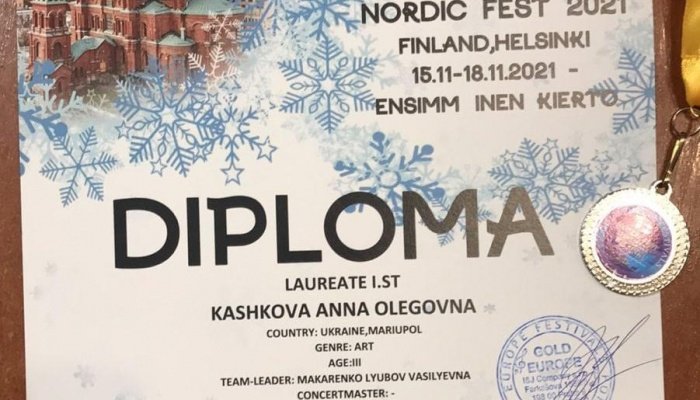 NORDIC FEST 2021
FINLAND,HELSINKI
15.11-18.11.2021 -
ENSIMM INEN KIERTO.
DIPLOMA
LAUREATE I.ST
KASHKOVA ANNA OLEGOVNA
COUNTRY: UKRAINE,MARIUPOL
GENRE: ART
AGE:III
TEAM-LEADER: MAKARENKO LYUBOV VASILYEVNA
CONCERTMASTER: -
EUROPE FESTIVAL
GOLD
EUROPE